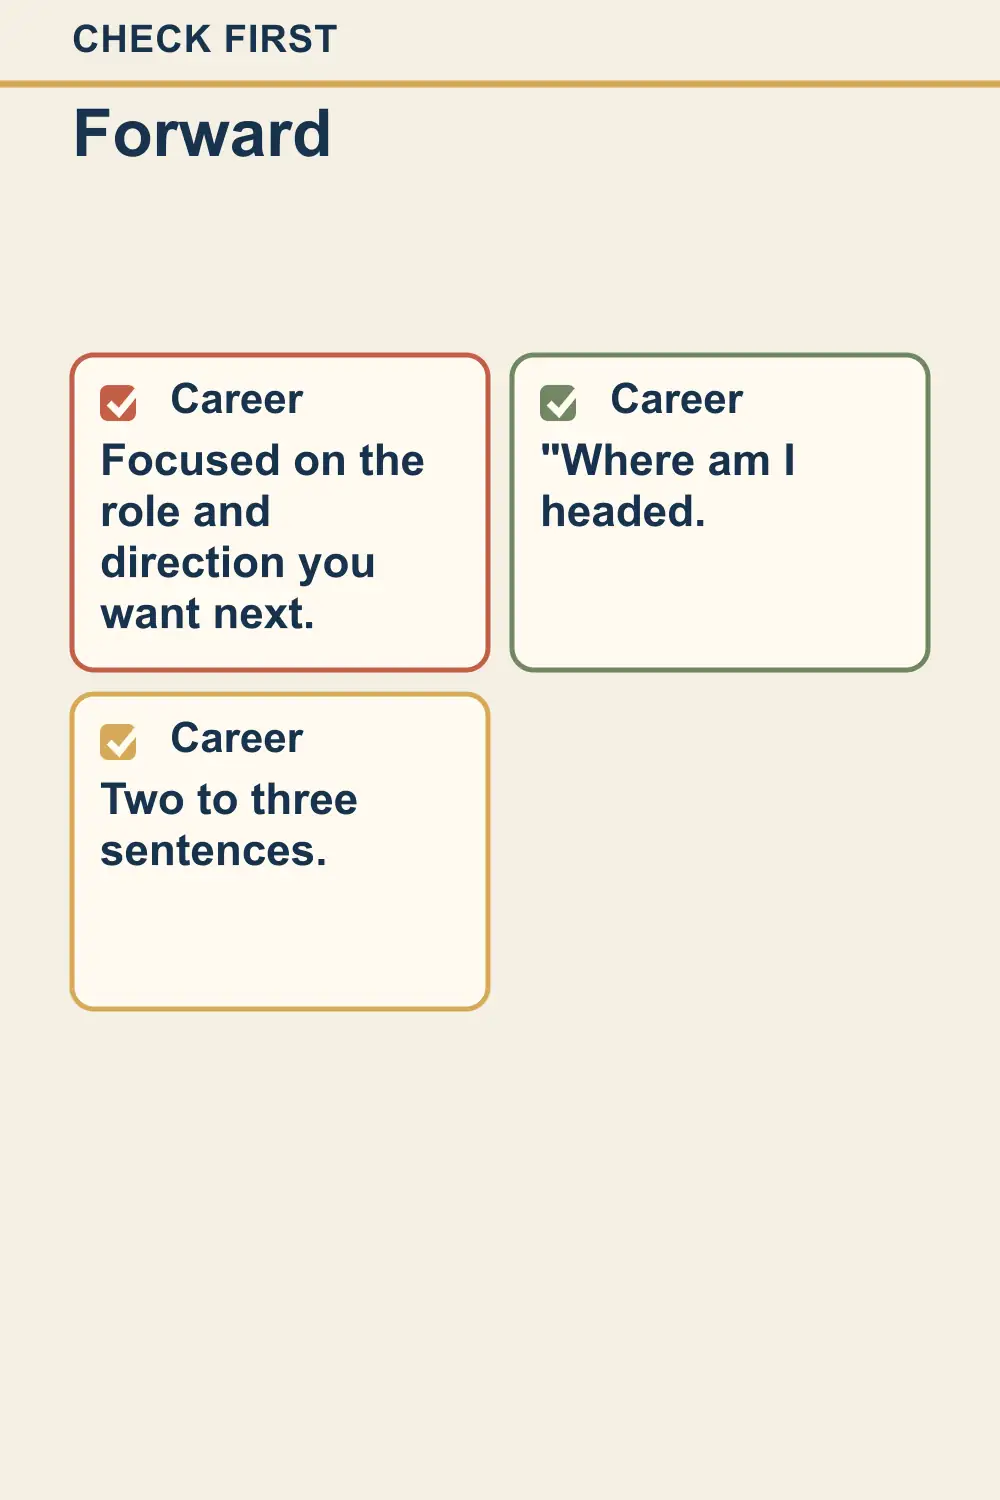 CHECK FIRST
Forward
Career
Focused on the
role and
direction you
want next.
Career
"Where am I
headed.
Career
Two to three
sentences.